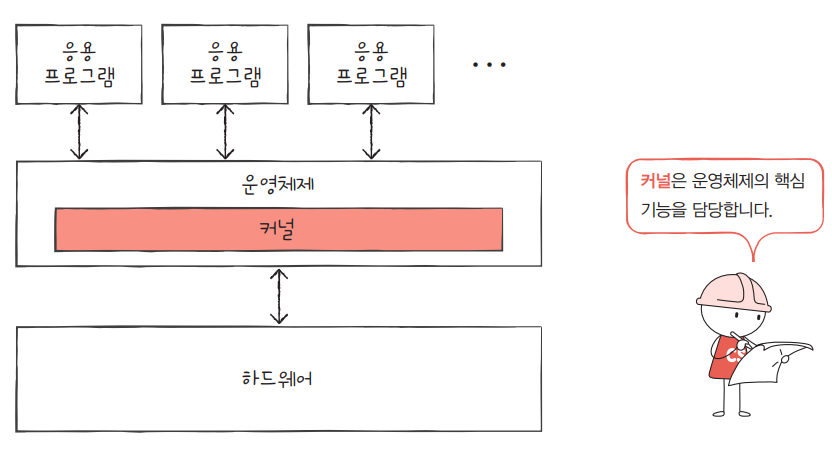 응용
프로그램
응용
프로그램
응용
프로그램
...
운영체제
커널
커널은 운영체제의 핵심
기능을 담당합니다.
하드웨어
CS